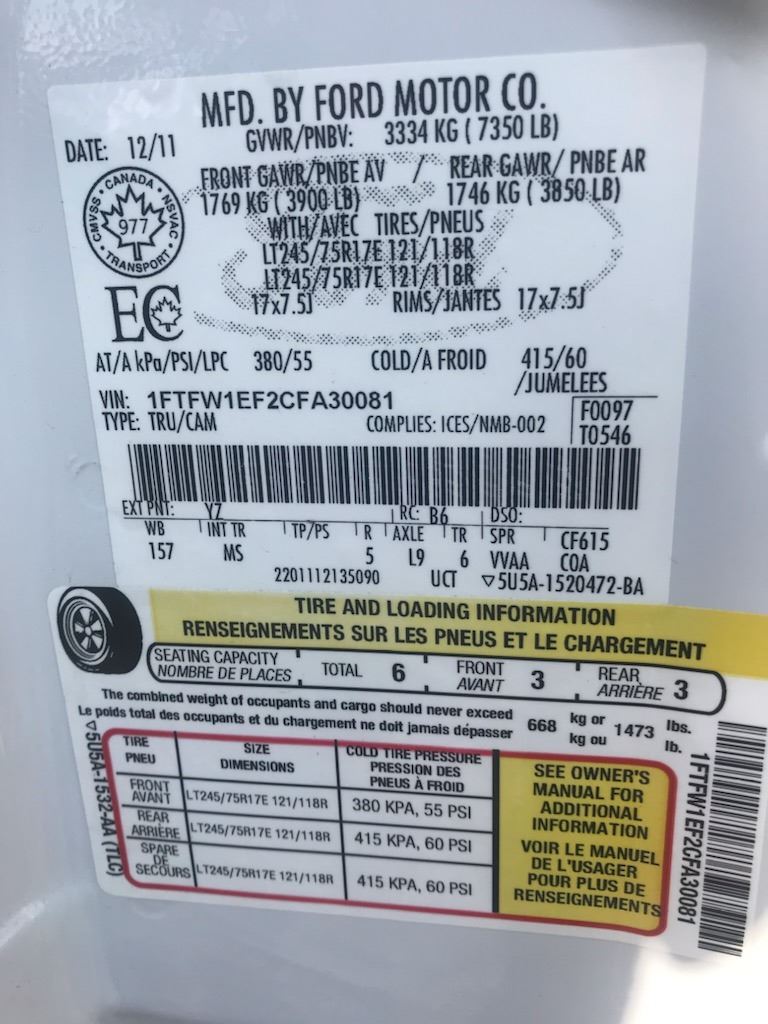 MFD. BY FORD MOTOR CO.
DATE: 12/11 GVWR/PNBV: 3334 KG ( 7350 LB)
FRONT GAWR/PNBE AV / REAR GAWR/ PNBE AR
1769 KG ( 3900 LB) 1746 KG ( 3850 LB)
WITH/AVEC TIRES/PNEUS
LT245/75R17E 121/118R
LT245/75R17E 121/118R
17x7.5J RIMS/JANTES 17x7.5J
CANADA
CMVSS NSVAC
977
TRANSPORT
EC
AT/A kPa/PSI/LPC 380/55 COLD/A FROID 415/60
/JUMELEES
VIN: 1FTFW1EF2CFA30081
TYPE: TRU/CAM COMPLIES: ICES/NMB-002
F0097
T0546
EXT PNT: YZ RC: B6 DSO:
WB INT TR TP/PS R AXLE TR SPR CF615
157 MS 5 L9 6 VVAA COA
2201112135090 UCT ▽5U5A-1520472-BA
TIRE AND LOADING INFORMATION
RENSEIGNEMENTS SUR LES PNEUS ET LE CHARGEMENT
SEATING CAPACITY
NOMBRE DE PLACES
TOTAL 6
FRONT
AVANT 3
REAR
ARRIÈRE 3
The combined weight of occupants and cargo should never exceed 668 kg or 1473 lbs.
Le poids total des occupants et du chargement ne doit jamais dépasser kg ou lb.
TIRE
PNEU
SIZE
DIMENSIONS
COLD TIRE PRESSURE
PRESSION DES
PNEUS À FROID
FRONT
AVANT
LT245/75R17E 121/118R 380 KPA, 55 PSI
REAR
ARRIÈRE
LT245/75R17E 121/118R 415 KPA, 60 PSI
SPARE
DE
SECOURS
LT245/75R17E 121/118R 415 KPA, 60 PSI
SEE OWNER'S
MANUAL FOR
ADDITIONAL
INFORMATION
VOIR LE MANUEL
DE L'USAGER
POUR PLUS DE
RENSEIGNEMENTS
▽5U5A-1532-AA (TLC)
1FTFW1EF2CFA30081